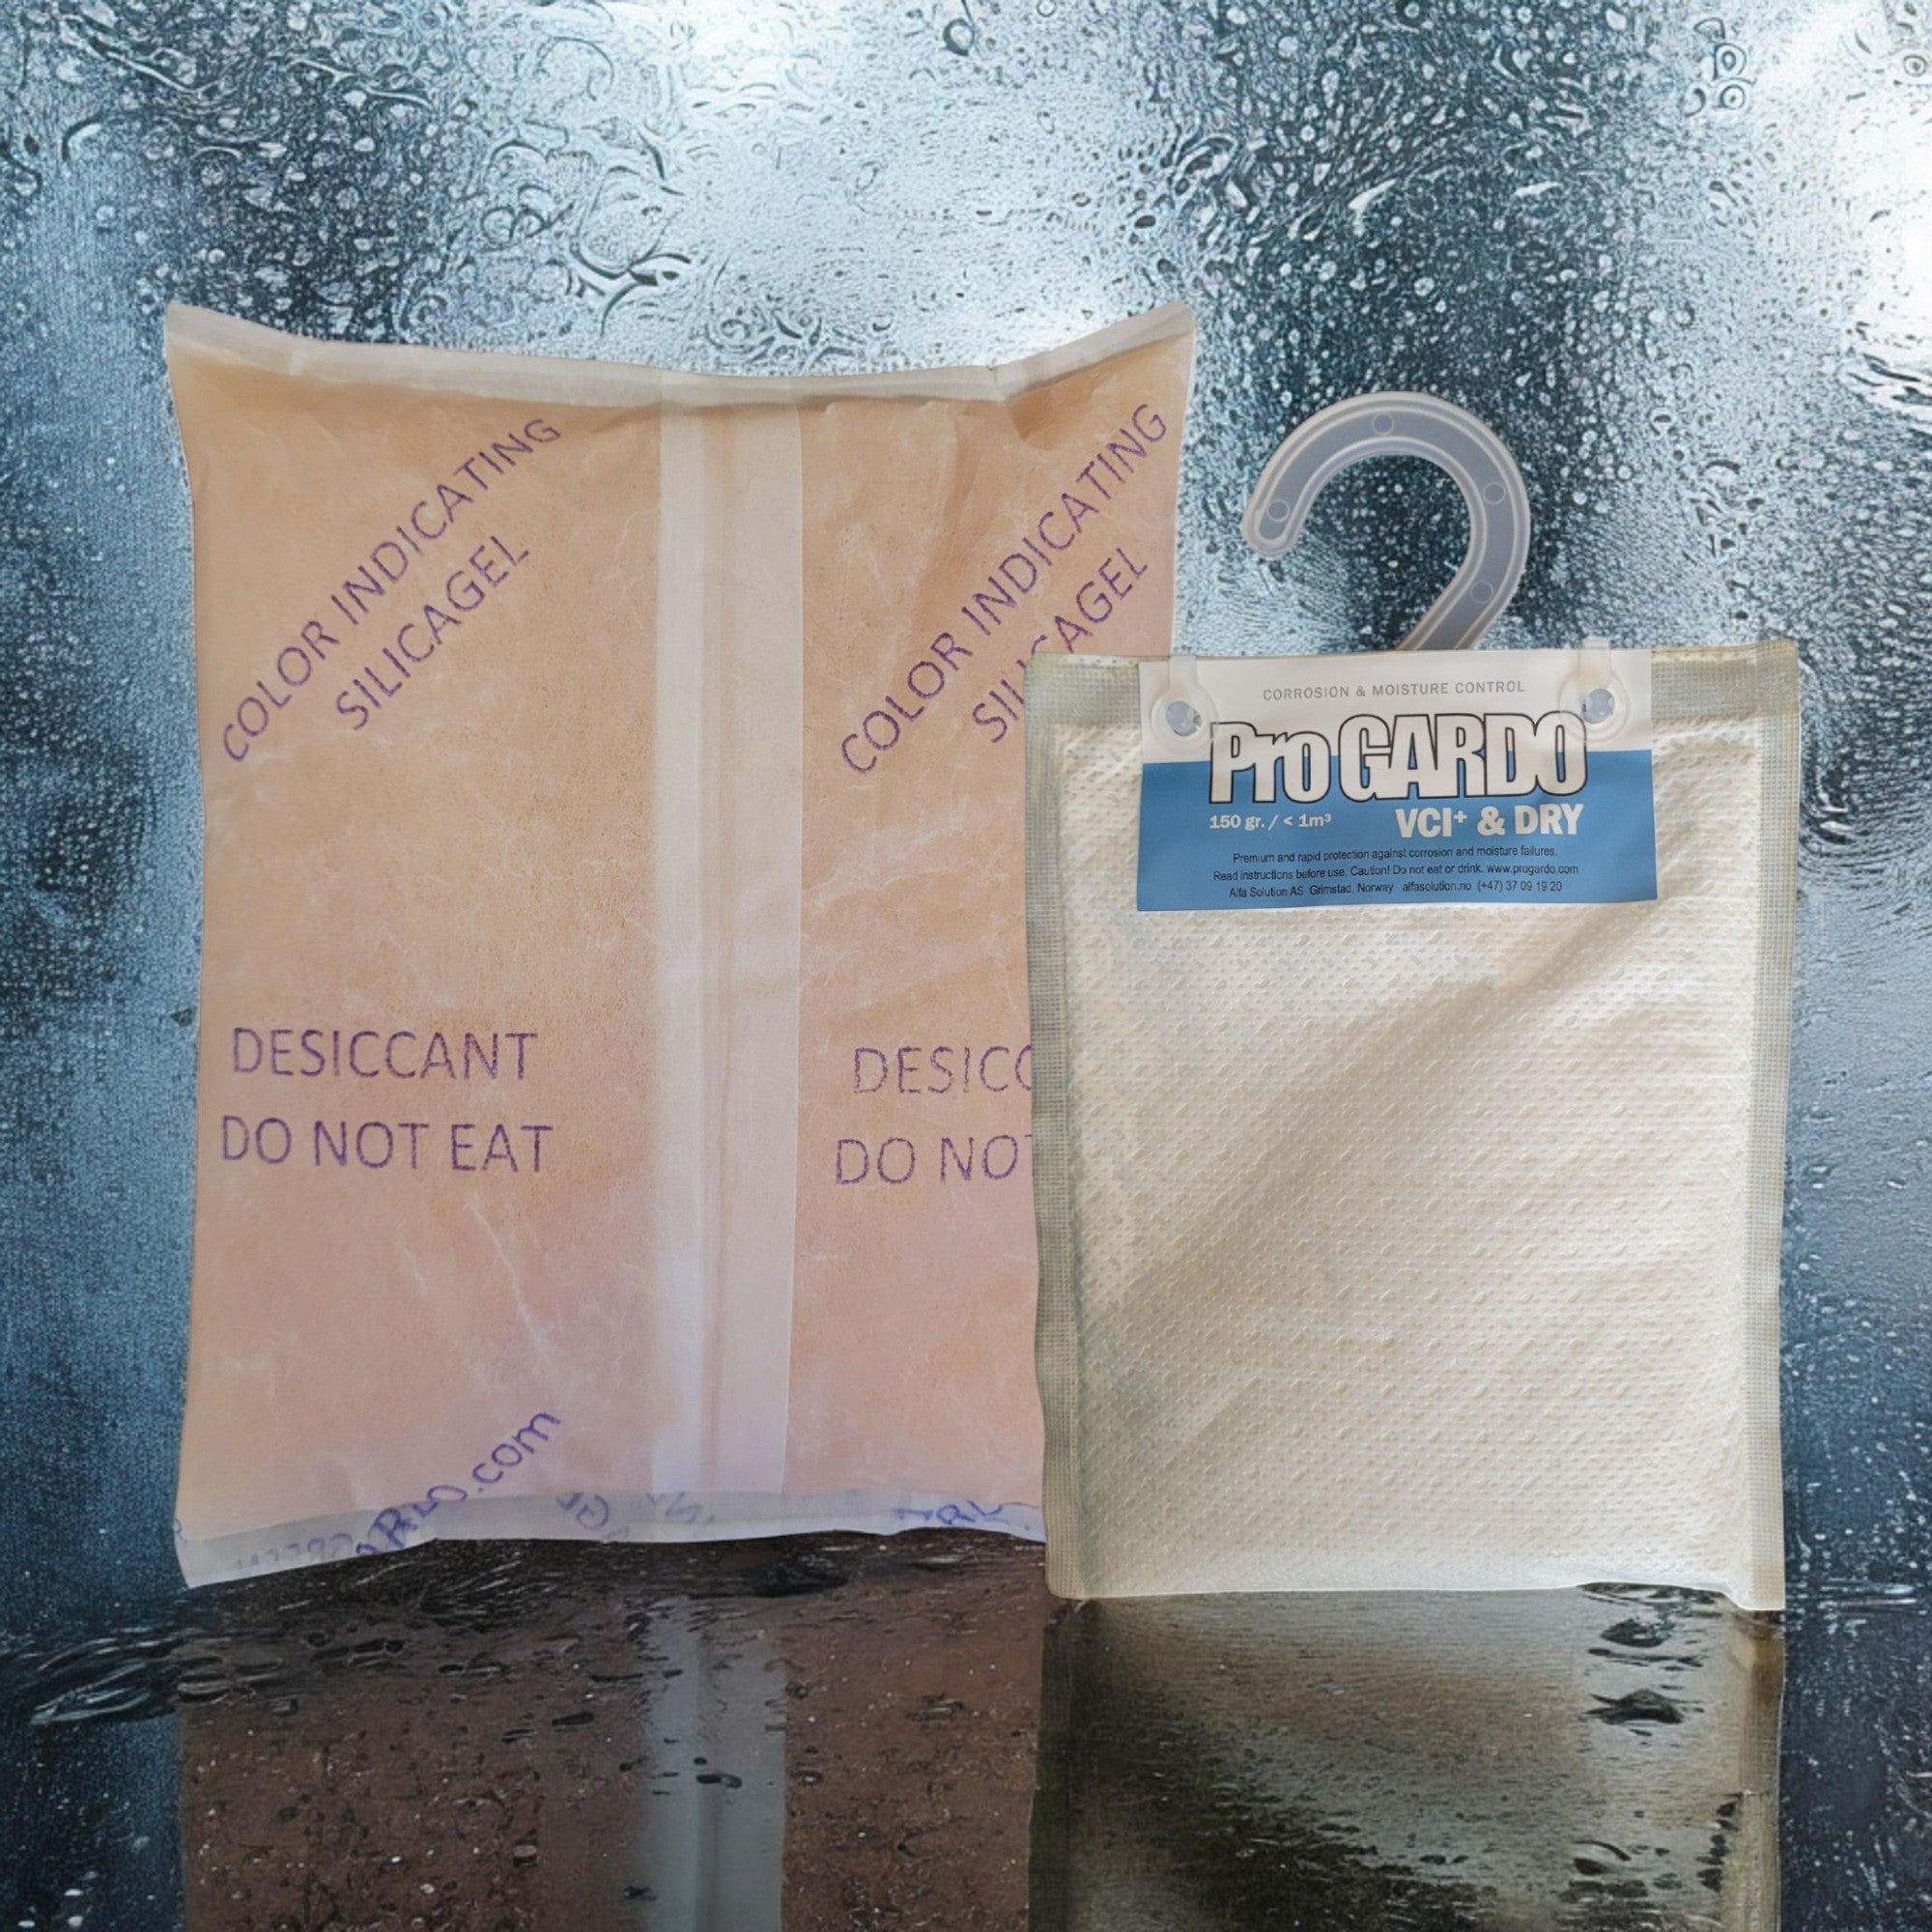 COLOR INDICATING
SILICAGEL
COLOR INDICATING
SILICAGEL
DESICCANT
DO NOT EAT
DESICC
DO NOT
.com
CORROSION & MOISTURE CONTROL
Pro GARDO
150 gr. / < 1m³
VCI⁺ & DRY
Premium and rapid protection against corrosion and moisture failures.
Read instructions before use. Caution! Do not eat or drink. www.progardo.com
Alfa Solution AS Grimstad, Norway alfasolution.no (+47) 37 09 19 20